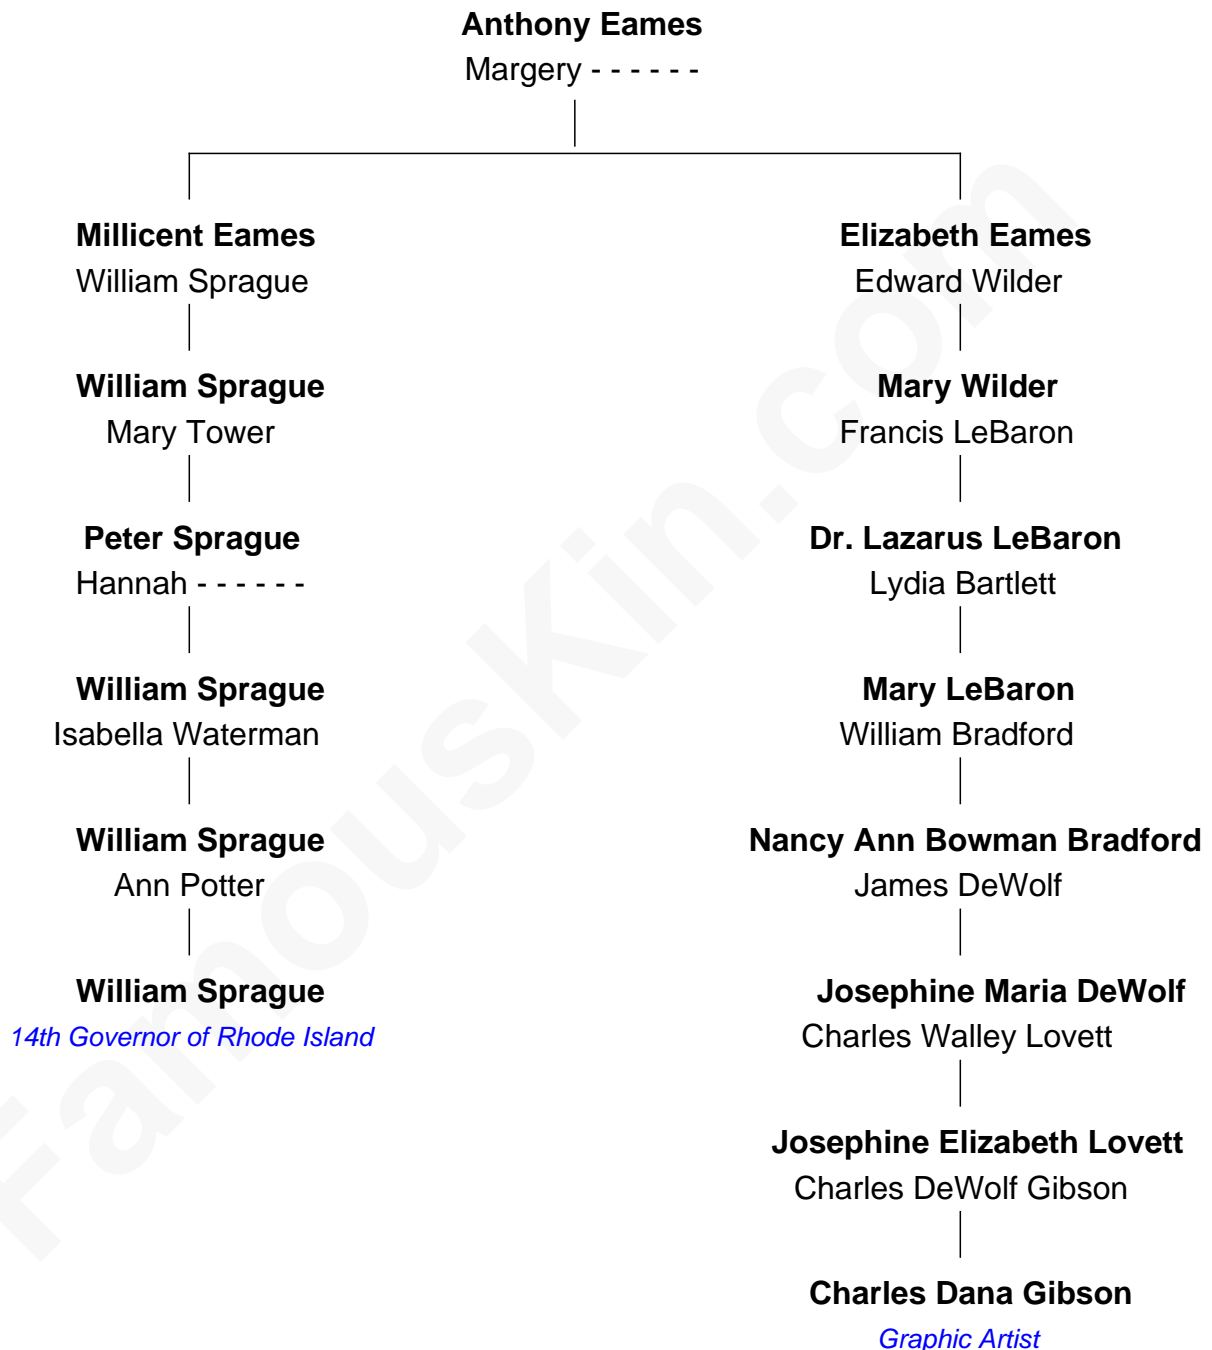 Anthony Eames
Margery - - - - - -
Millicent Eames
William Sprague
Elizabeth Eames
Edward Wilder
William Sprague
Mary Tower
Mary Wilder
Francis LeBaron
Peter Sprague
Hannah - - - - - -
Dr. Lazarus LeBaron
Lydia Bartlett
William Sprague
Isabella Waterman
Mary LeBaron
William Bradford
William Sprague
Ann Potter
Nancy Ann Bowman Bradford
James DeWolf
William Sprague
14th Governor of Rhode Island
Josephine Maria DeWolf
Charles Walley Lovett
Josephine Elizabeth Lovett
Charles DeWolf Gibson
Charles Dana Gibson
Graphic Artist
FamousKin.com